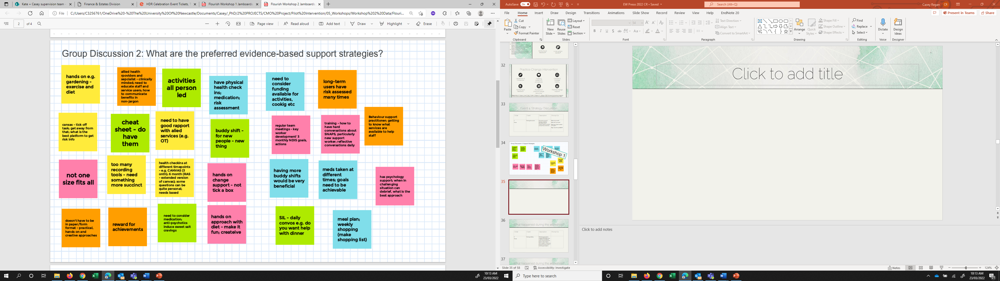 Kate + Casey supervision team -
Finance & Estates Division
HDR Celebration Event Tickets, T
Flourish Workshop 1 Jamboards.
Flourish Workshop 2 Jamboards.
File
C:/Users/C3256761/OneDrive%20-%20The%20University%20Of%20Newcastle/Documents/Casey/_PhD/2%20PROJECTS/CMO%20Project/Pilot%20Intervention/05_Workshops/Workshop%202%20Data/Flouri...
2 of 4
Page view
Read aloud
Add text
Draw
Highlight
Erase
Group Discussion 2: What are the preferred evidence-based support strategies?
hands on e.g.
gardening -
exercise and
diet
allied health
rpoviders and
sepcialist - clinically
minded; need to
educate staff and
service users; how
to communicate
benefits in
non-jargon
activities
all person
led
have physical
health check
ins;
medication;
risk
assessment
need to
consider
funding
available for
activities,
cookig etc
long-term
users have
risk assessed
many times
cansas - tick off
task; get away from
that; what is the
best platform to get
risk info
cheat
sheet - do
have
them
need to have
good rapport
with alied
services (e.g.
OT)
buddy shift -
for new
people - new
thing
regular team
meetings - key
worker
development' 3
monthly NDIS goals,
actions
training - how to
have hard
conversations about
SNAPS, particularly
new support
worker; reflective
conversations daily
Behaviour support
practitoner; getting
to know what
services are
available to help
staff
not one
size fits all
too many
recording
tools - need
something
more succinct
health checkins at
different timepoints
- e.g. CANVAS (3
onth); 6 month (RAS
- extended version
of canvas); some
questions can be
quite personal;
needs based
hands on
change
support - not
tick a box
having more
buddy shifts
would be very
beneficial
meds taken at
different
times; goals
need to be
achievable
has psychology
support; when in
challenging
situation can
debrief, what is the
best approach
doesn't have to be
in paper/form
format - practical,
hands on and
creative approaches
reward for
achievements
need to consider
medication;
anti-psychotics
induce sweet salt
cravings
hands on
approach with
diet - make it
fun; createive
SIL - daily
convos e.g. do
you want help
with dinner
meal plan;
weekly
shopping
(make
shopping list)
10:13 AM
23/03/2022
AutoSave On
EW Preso 2022 CR • Saved
Search (Alt+Q)
Casey Regan CR
File Home Insert Draw Design Transitions Animations Slide Show Record Review View Help EndNote 20
Present in Teams
Share
Paste
Cut
Copy
Format Painter
Clipboard
New
Slide
Reuse
Slides
Layout
Reset
Section
Slides
54
Font
Text Direction
Align Text
Convert to SmartArt
Paragraph
Arrange
Quick
Styles
Shape Fill
Shape Outline
Shape Effects
Drawing
Find
Replace
Select
Editing
Dictate
Voice
Design
Ideas
Designer
32
Practice Change Intervention
33
Event 4 Strategy Discussion
34
Group Discussion 2: Support Strategies
Workshop 1
35
36
What happened during the workshop?
37
What happened during the workshop?
Click to add title
Click to add notes
Slide 35 of 58
Accessibility: Investigate
Notes
124%
Type here to search
10:13 AM
23/03/2022
21